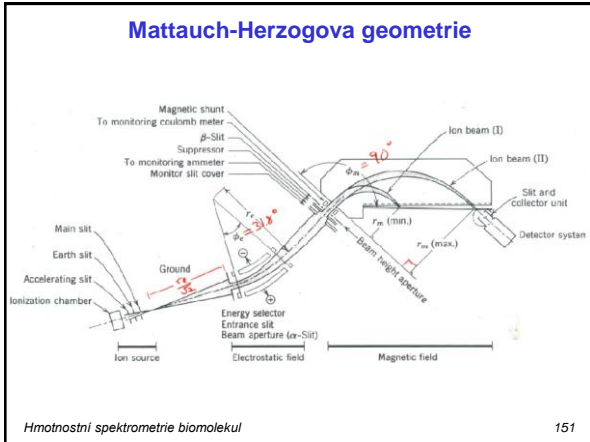 Mattauch-Herzogova geometrie
Magnetic shunt
To monitoring coulomb meter
β-Slit
Suppressor
To monitoring ammeter
Monitor slit cover
Φm = 90°
Ion beam (I)
Ion beam (II)
Slit and
collector unit
Detector system
rm (min.)
rm (max.)
Beam height aperture
re
φe = 31,8°
Main slit
Earth slit
Accelerating slit
Ionization chamber
Ground
re/√2
Energy selector
Entrance slit
Beam aperture (α-Slit)
Ion source
Electrostatic field
Magnetic field
Hmotnostní spektrometrie biomolekul
151